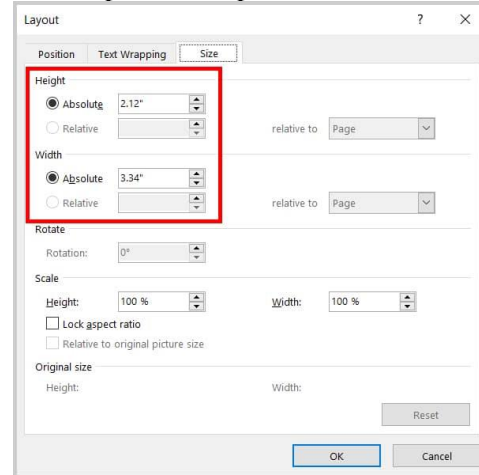 Layout ? ×
Position Text Wrapping Size
Height
Absolute 2.12"
Relative relative to Page
Width
Absolute 3.34"
Relative relative to Page
Rotate
Rotation: 0°
Scale
Height: 100 % Width: 100 %
Lock aspect ratio
Relative to original picture size
Original size
Height: Width:
Reset
OK Cancel